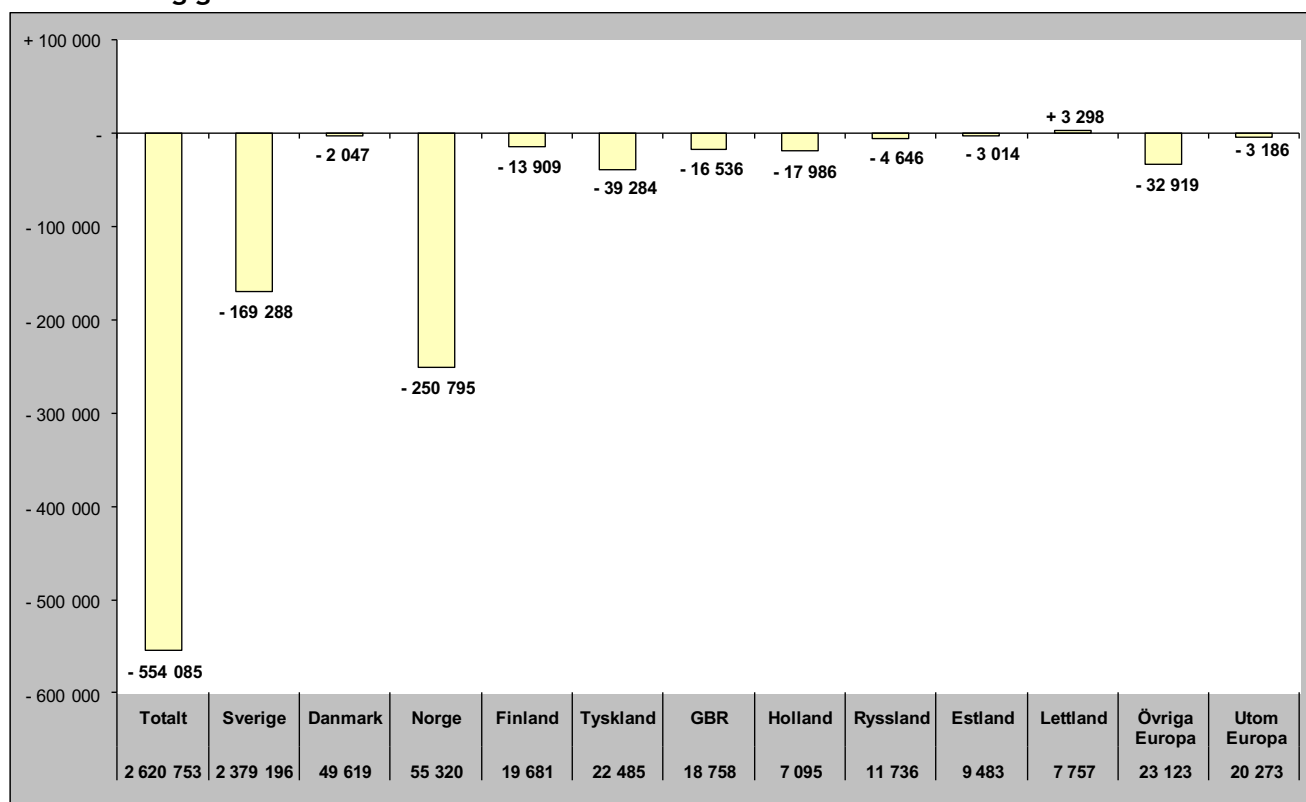 + 100 000
-
- 100 000
- 200 000
- 300 000
- 400 000
- 500 000
- 600 000
- 554 085
- 169 288
- 2 047
- 250 795
- 13 909
- 39 284
- 16 536
- 17 986
- 4 646
- 3 014
+ 3 298
- 32 919
- 3 186
Totalt Sverige Danmark Norge Finland Tyskland GBR Holland Ryssland Estland Lettland Övriga Europa Utom Europa
2 620 753 2 379 196 49 619 55 320 19 681 22 485 18 758 7 095 11 736 9 483 7 757 23 123 20 273